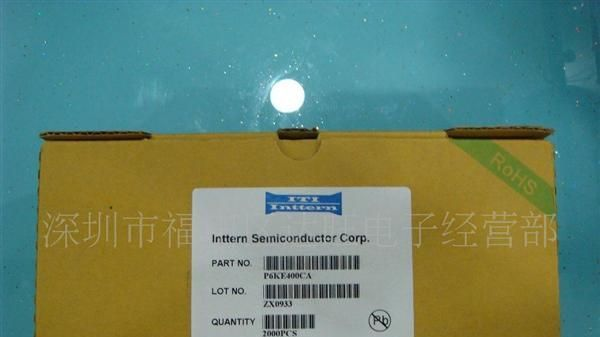 RoHS
ITI
Inttern
深圳市福
电子经营部
Inttern Semiconductor Corp.
PART NO.
P6KE400CA
LOT NO.
ZX0933
QUANTITY
2000PCS
Pb